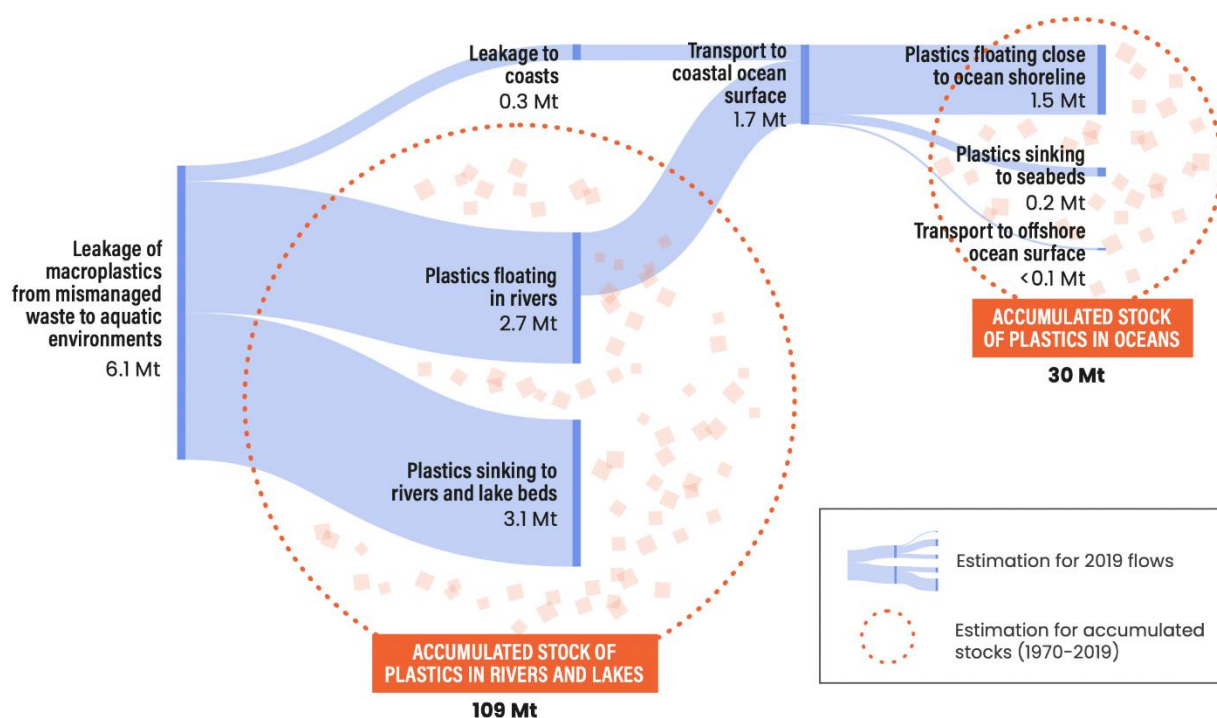 Leakage to
coasts
0.3 Mt
Transport to
coastal ocean
surface
1.7 Mt
Plastics floating close
to ocean shoreline
1.5 Mt
Plastics sinking
to seabeds
0.2 Mt
Transport to offshore
ocean surface
<0.1 Mt
ACCUMULATED STOCK
OF PLASTICS IN OCEANS
30 Mt
Leakage of
macroplastics
from mismanaged
waste to aquatic
environments
6.1 Mt
Plastics floating
in rivers
2.7 Mt
Plastics sinking to
rivers and lake beds
3.1 Mt
ACCUMULATED STOCK OF
PLASTICS IN RIVERS AND LAKES
109 Mt
Estimation for 2019 flows
Estimation for accumulated
stocks (1970-2019)